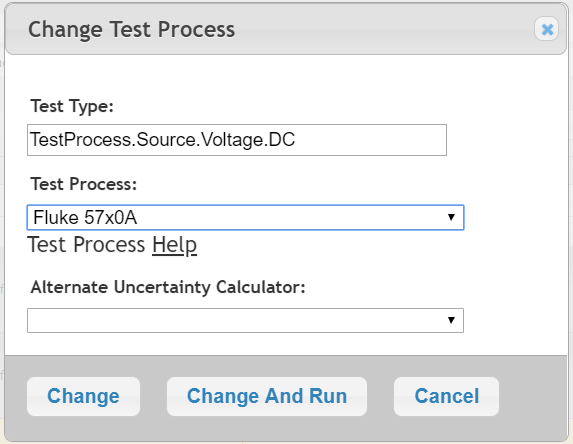 Change Test Process
Test Type:
TestProcess.Source.Voltage.DC
Test Process:
Fluke 57x0A
Test Process Help
Alternate Uncertainty Calculator:
Change Change And Run Cancel